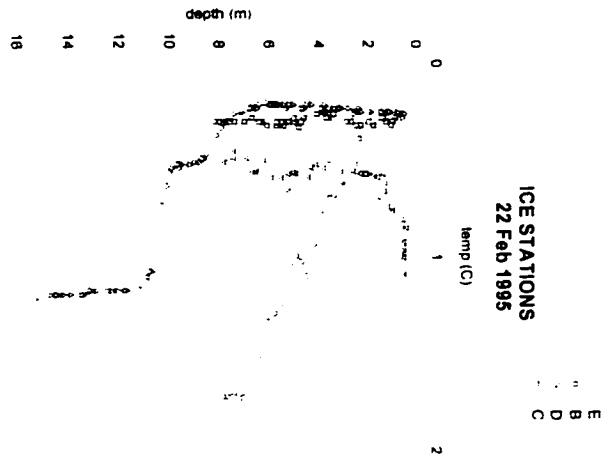 ICE STATIONS
22 Feb 1995
temp (C)
0 1 2
depth (m)
0
2
4
6
8
10
12
14
16
E
B
D
C